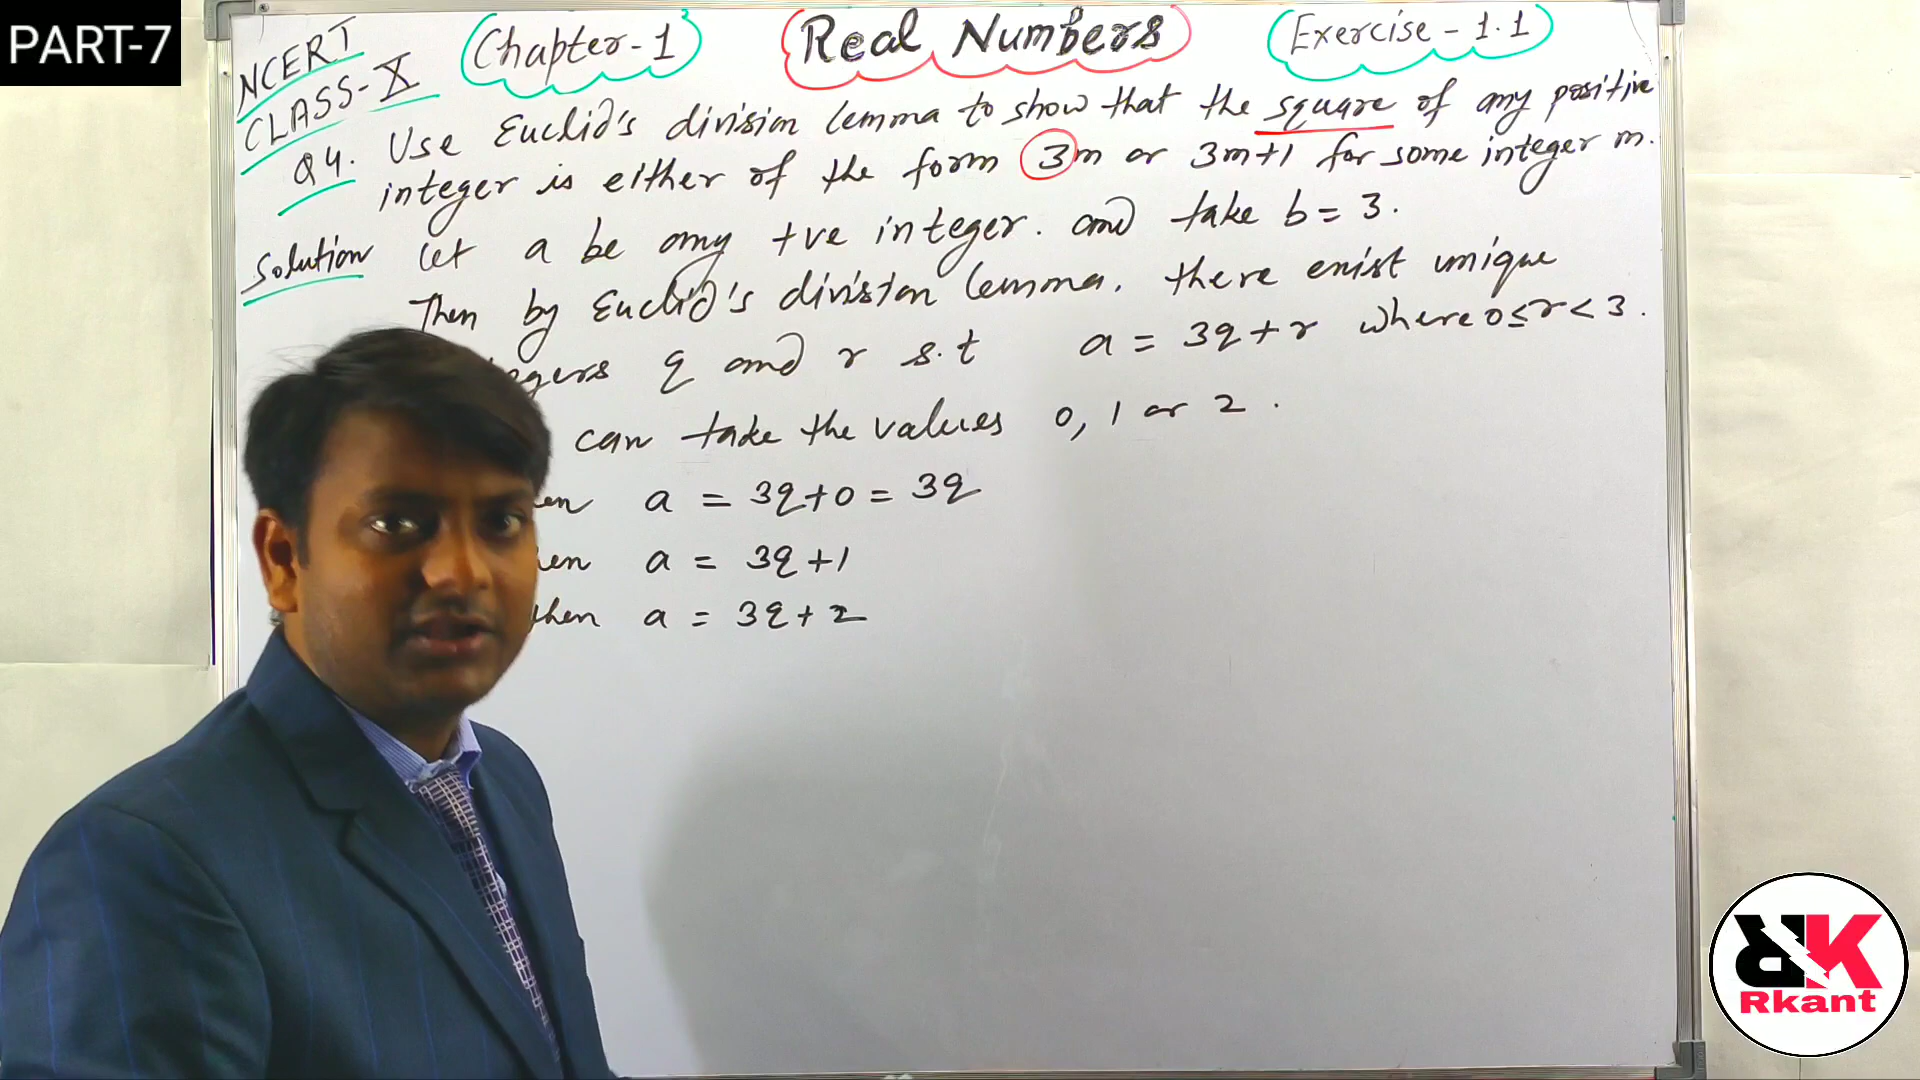 PART-7
NCERT
CLASS-X
Chapter-1
Real Numbers
Exercise-1.1
Q4. Use Euclid's division lemma to show that the square of any positive
integer is either of the form 3m or 3m+1 for some integer m.
Solution Let a be any +ve integer. and take b = 3.
Then by Euclid's division lemma. there exist unique
q and r s.t a = 3q+r where 0≤r<3.
can take the values 0, 1 or 2.
a = 3q+0 = 3q
a = 3q+1
then a = 3q+2
RK
Rkant